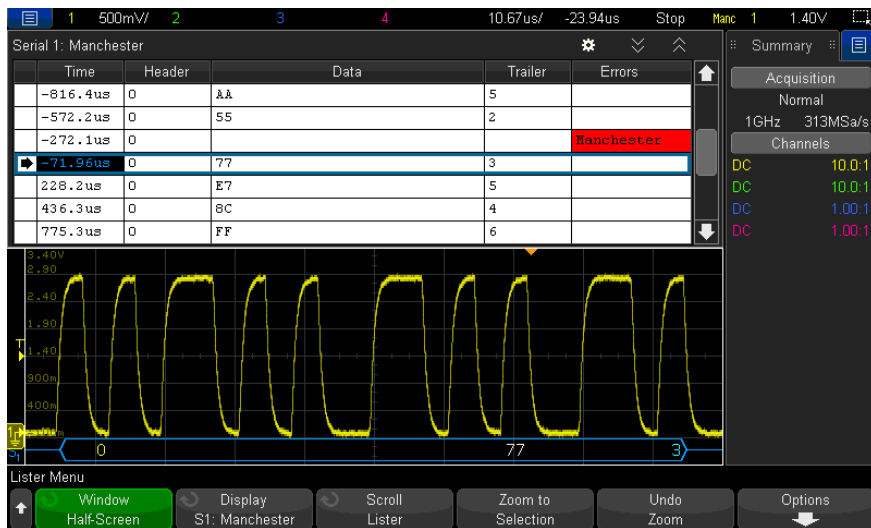 1 500mV/ 2 3 4 10.67us/ -23.94us Stop Manc 1 1.40V
Serial 1: Manchester
Time Header Data Trailer Errors
-816.4us 0 AA 5
-572.2us 0 55 2
-272.1us 0 Manchester
-71.96us 0 77 3
228.2us 0 E7 5
436.3us 0 8C 4
775.3us 0 FF 6
Summary
Acquisition
Normal
1GHz 313MSa/s
Channels
DC 10.0:1
DC 10.0:1
DC 1.00:1
DC 1.00:1
3.40V
2.90
2.40
1.90
T
1.40
900m
400m
1
S1 0 77 3
Lister Menu
Window
Half-Screen
Display
S1: Manchester
Scroll
Lister
Zoom to
Selection
Undo
Zoom
Options